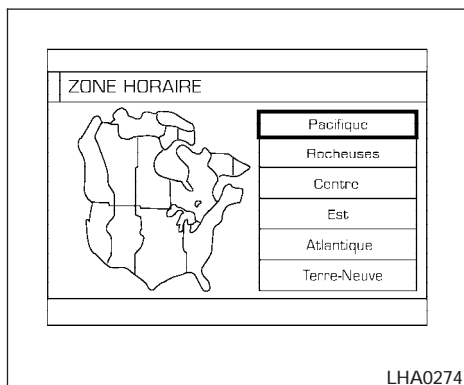 ZONE HORAIRE
Pacifique
Rocheuses
Centre
Est
Atlantique
Terre-Neuve
LHA0274